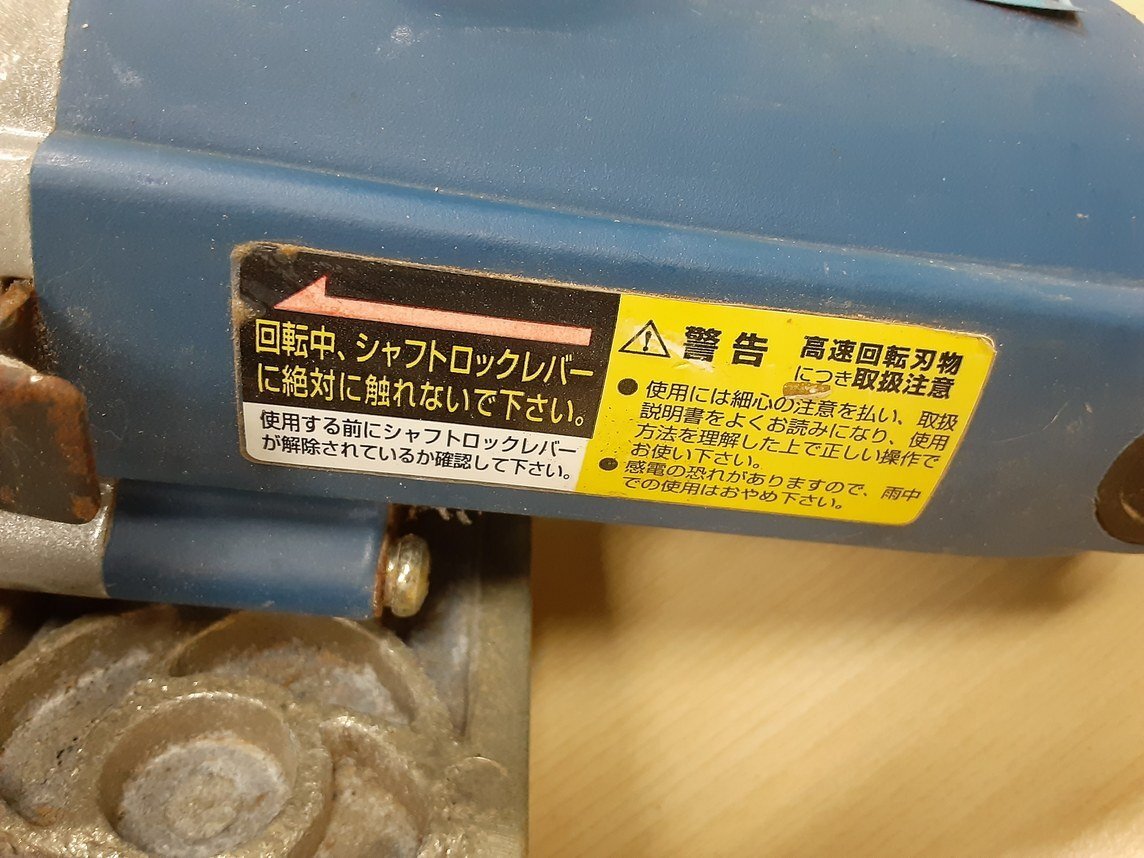 回転中、シャフトロックレバー
に絶対に触れないで下さい。
使用する前にシャフトロックレバー
が解除されているか確認して下さい。
警告
高速回転刃物
につき取扱注意
●使用には細心の注意を払い、取扱
説明書をよくお読みになり、使用
方法を理解した上で正しい操作で
お使い下さい。
●感電の恐れがありますので、雨中
での使用はおやめ下さい。